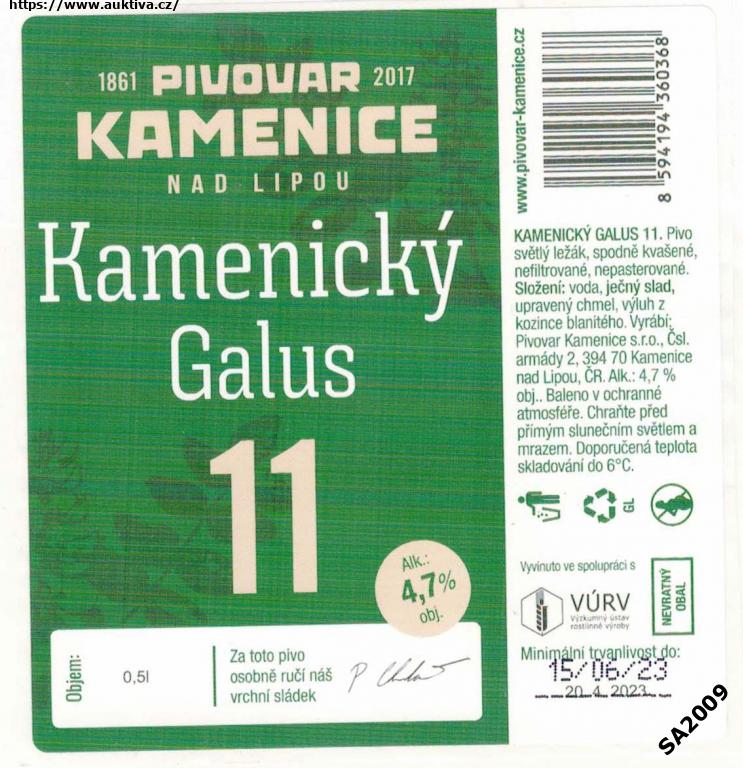 https://www.auktiva.cz/
1861 PIVOVAR 2017
KAMENICE
NAD LIPOU
Kamenický
Galus
11
Alk.:
4,7%
obj.
Objem:
0,5l
Za toto pivo
osobně ručí náš
vrchní sládek
www.pivovar-kamenice.cz
8 594194 360368
KAMENICKÝ GALUS 11. Pivo
světlý ležák, spodně kvašené,
nefiltrované, nepasterované.
Složení: voda, ječný slad,
upravený chmel, výluh z
kozince blanitého. Vyrábí:
Pivovar Kamenice s.r.o., Čsl.
armády 2, 394 70 Kamenice
nad Lipou, ČR. Alk.: 4,7 %
obj.. Baleno v ochranné
atmosféře. Chraňte před
přímým slunečním světlem a
mrazem. Doporučená teplota
skladování do 6°C.
GL
Vyvinuto ve spolupráci s
VÚRV
Výzkumný ústav
rostlinné výroby
NEVRATNÝ
OBAL
Minimální trvanlivost do:
15/06/23
20. 4. 2023
SA2009